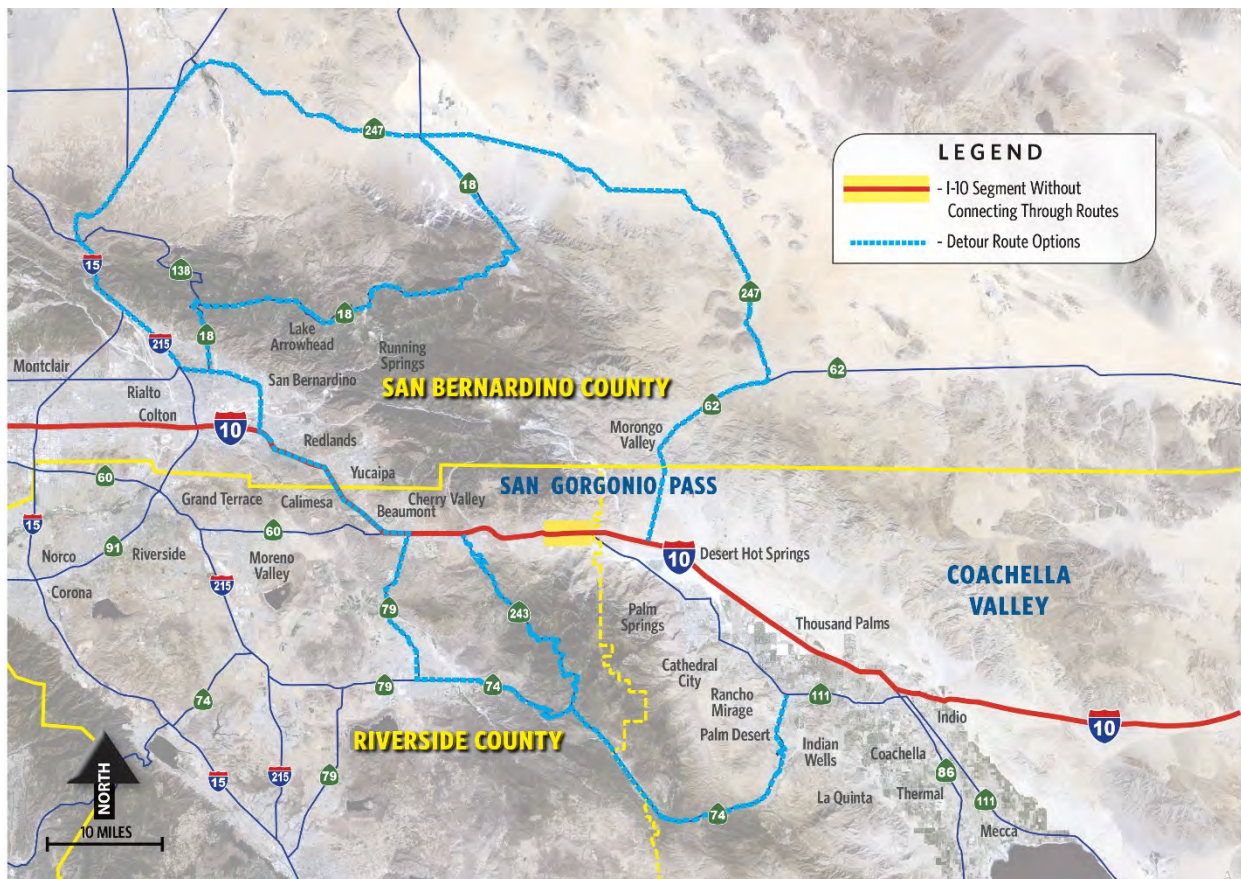 LEGEND
- I-10 Segment Without
Connecting Through Routes
- Detour Route Options
247
18
15
138
18
18
Lake
Arrowhead
Running
Springs
247
215
Montclair
San Bernardino
SAN BERNARDINO COUNTY
62
62
Rialto
Colton
10
Redlands
Morongo
Valley
Yucaipa
60
Grand Terrace
Calimesa
Cherry Valley
SAN GORGONIO PASS
Beaumont
15
91
Norco
Riverside
60
Moreno
Valley
10
Desert Hot Springs
COACHELLA
VALLEY
Corona
215
79
243
Palm
Springs
Thousand Palms
Cathedral
City
74
79
74
Rancho
Mirage
111
Indio
10
Palm Desert
RIVERSIDE COUNTY
Indian
Wells
Coachella
NORTH
15
215
79
86
La Quinta
Thermal
111
74
Mecca
10 MILES